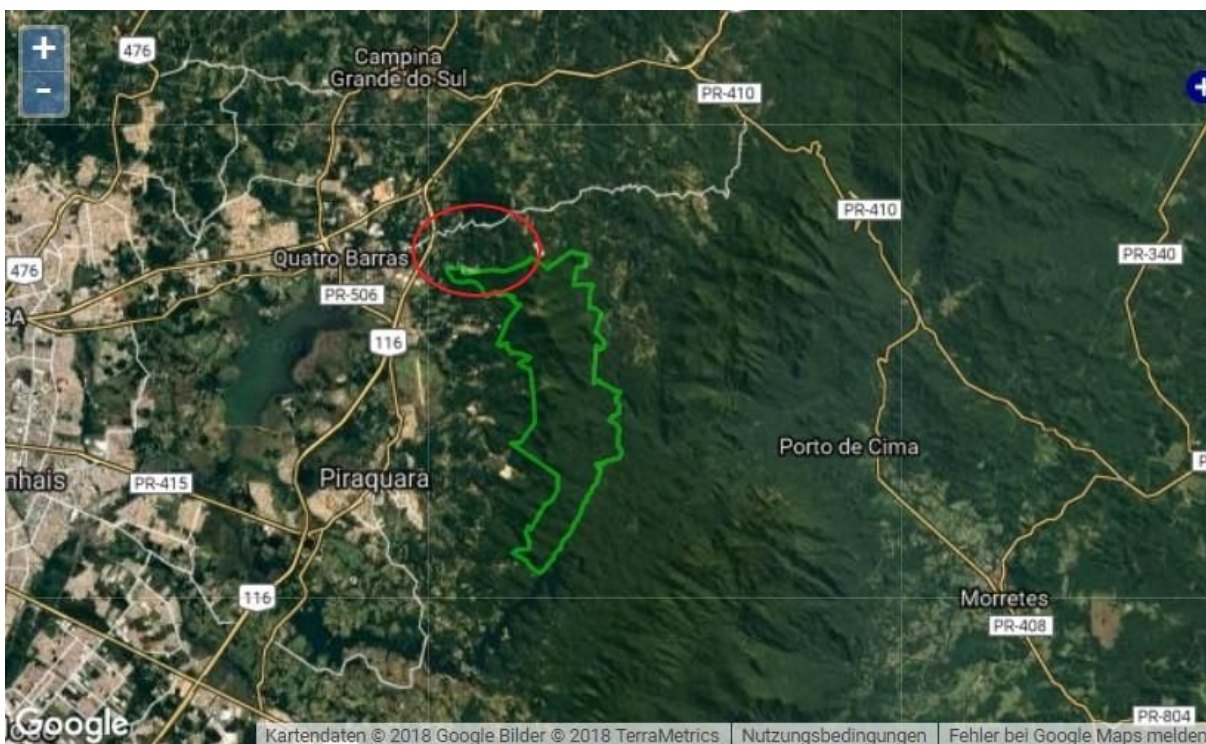 +
-
476
Campina
Grande do Sul
PR-410
PR-410
476
Quatro Barras
PR-506
PR-340
116
Porto de Cima
nhais
PR-415
Piraquara
116
Morretes
PR-408
PR-804
Google
Kartendaten © 2018 Google Bilder © 2018 TerraMetrics
Nutzungsbedingungen
Fehler bei Google Maps melden